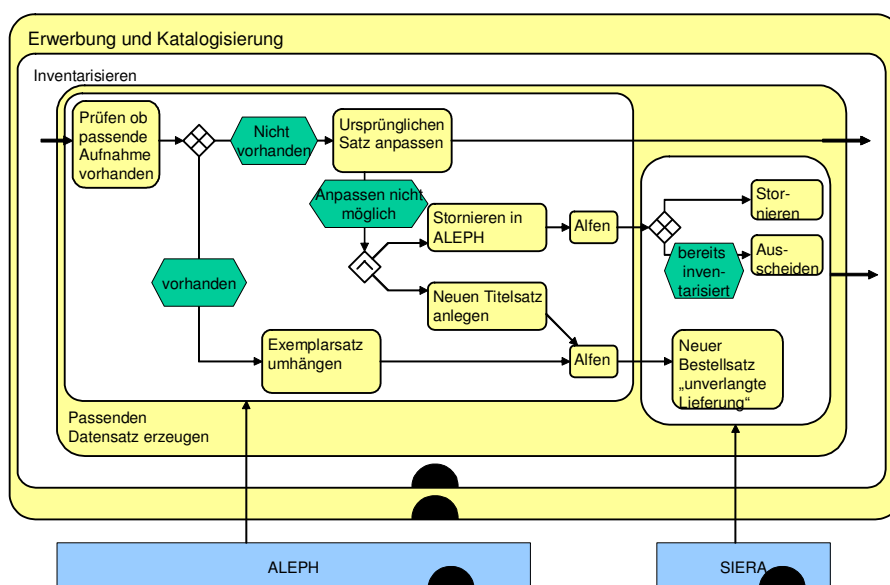 Erwerbung und Katalogisierung
Inventarisieren
Prüfen ob
passende
Aufnahme
vorhanden
Nicht
vorhanden
Ursprünglichen
Satz anpassen
Anpassen nicht
möglich
Stornieren in
ALEPH
Alfen
Stor-
nieren
bereits
inven-
tarisiert
Aus-
scheiden
vorhanden
Neuen Titelsatz
anlegen
Exemplarsatz
umhängen
Alfen
Neuer
Bestellsatz
„unverlangte
Lieferung“
Passenden
Datensatz erzeugen
ALEPH
SIERA